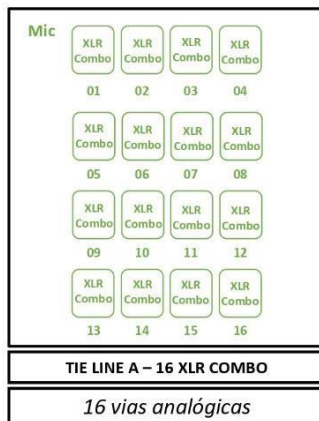 Mic
XLR XLR XLR XLR
Combo Combo Combo Combo
01 02 03 04
XLR XLR XLR XLR
Combo Combo Combo Combo
05 06 07 08
XLR XLR XLR XLR
Combo Combo Combo Combo
09 10 11 12
XLR XLR XLR XLR
Combo Combo Combo Combo
13 14 15 16
TIE LINE A – 16 XLR COMBO
16 vias analógicas